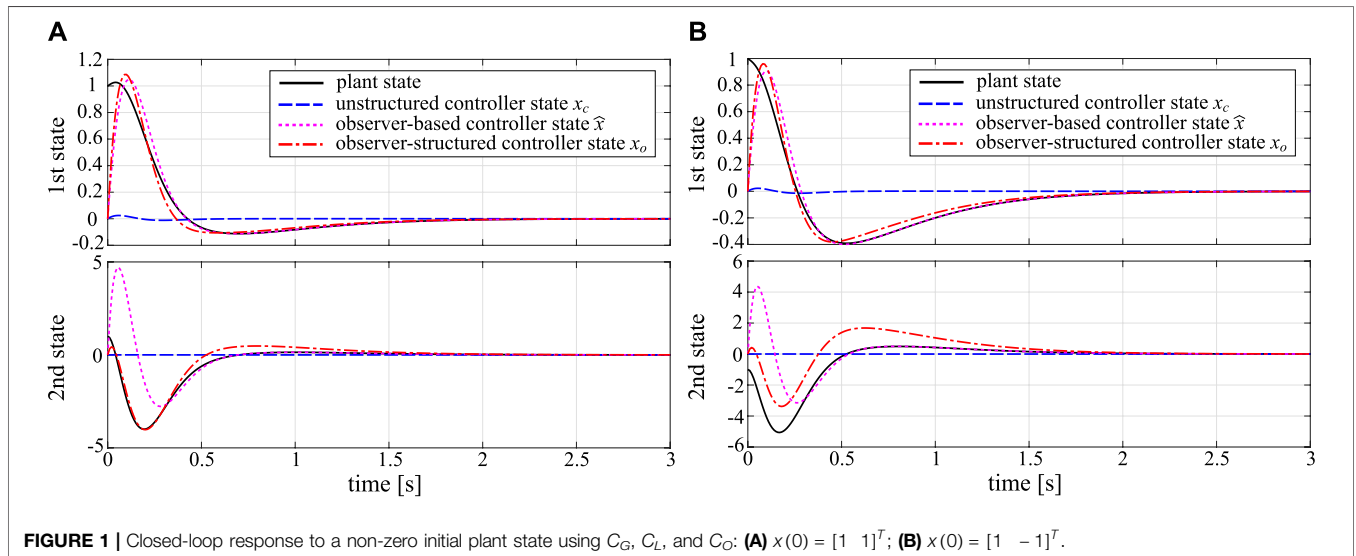 A
1.2
1
0.8
0.6
0.4
0.2
0
-0.2
1st state
plant state
unstructured controller state x_c
observer-based controller state x̂
observer-structured controller state x_o
5
0
-5
2nd state
0 0.5 1 1.5 2 2.5 3
time [s]
B
1
0.8
0.6
0.4
0.2
0
-0.2
-0.4
1st state
plant state
unstructured controller state x_c
observer-based controller state x̂
observer-structured controller state x_o
6
4
2
0
-2
-4
-6
2nd state
0 0.5 1 1.5 2 2.5 3
time [s]
FIGURE 1 | Closed-loop response to a non-zero initial plant state using C_G, C_L, and C_O: (A) x(0) = [1 1]^T; (B) x(0) = [1 −1]^T.